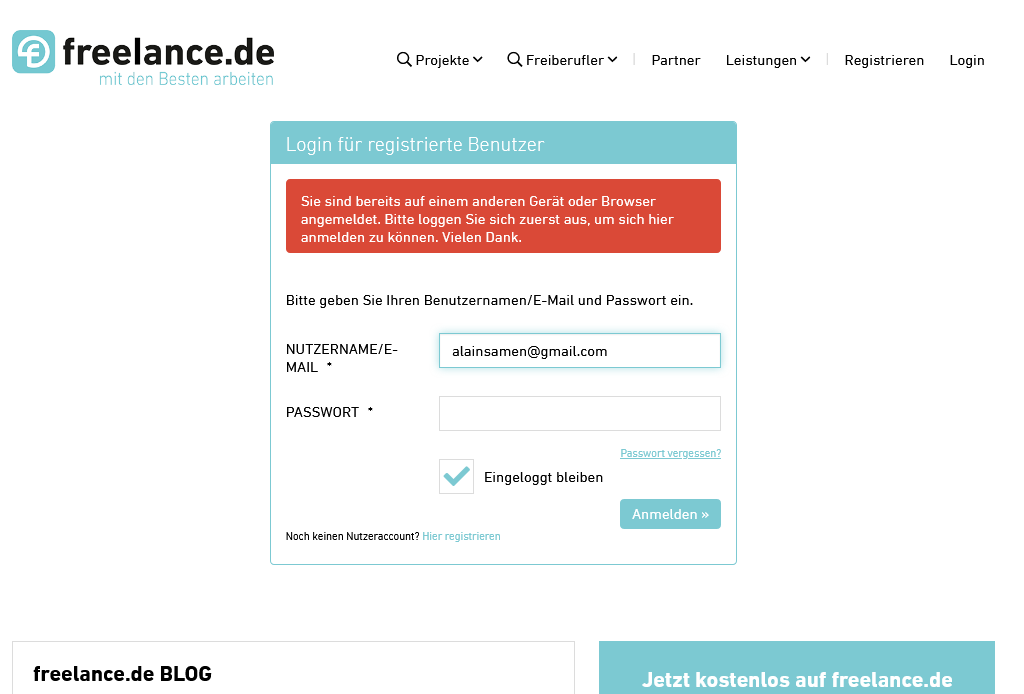 freelance.de
mit den Besten arbeiten
Projekte
Freiberufler
Partner
Leistungen
Registrieren
Login
Login für registrierte Benutzer
Sie sind bereits auf einem anderen Gerät oder Browser
angemeldet. Bitte loggen Sie sich zuerst aus, um sich hier
anmelden zu können. Vielen Dank.
Bitte geben Sie Ihren Benutzernamen/E-Mail und Passwort ein.
NUTZERNAME/E-
MAIL *
alainsamen@gmail.com
PASSWORT *
Passwort vergessen?
Eingeloggt bleiben
Anmelden »
Noch keinen Nutzeraccount? Hier registrieren
freelance.de BLOG
Jetzt kostenlos auf freelance.de